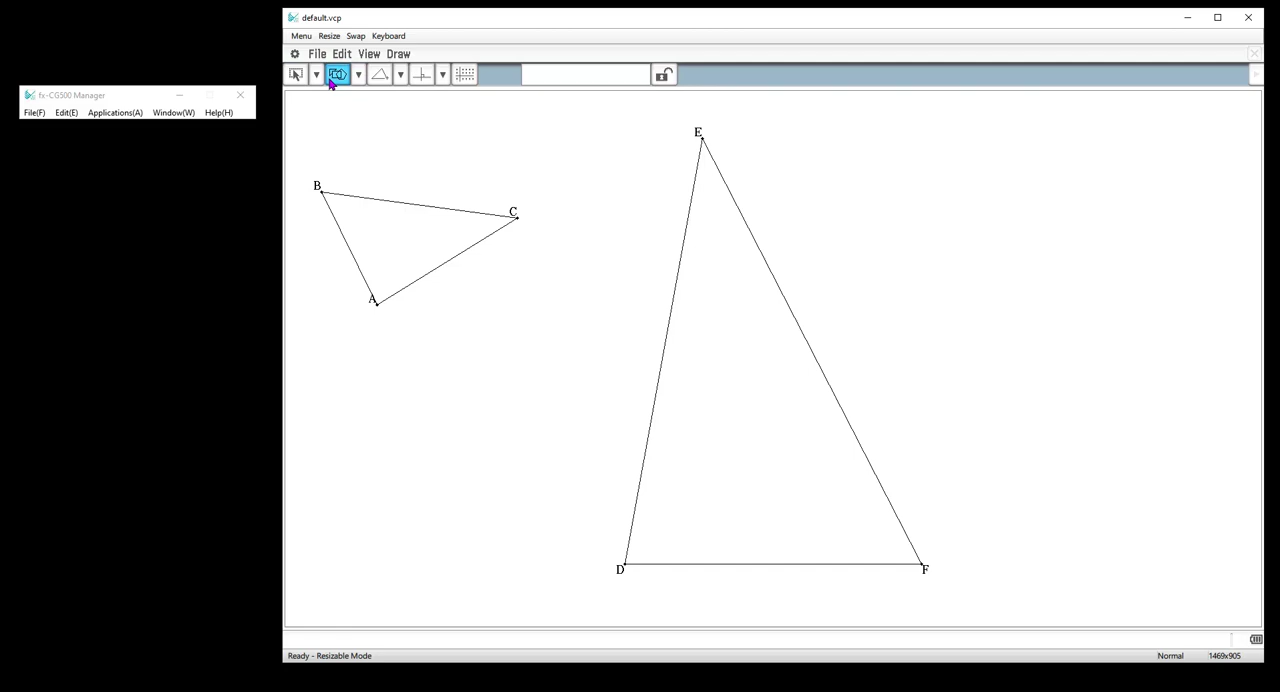 default.vcp
Menu Resize Swap Keyboard
File Edit View Draw
fx-CG500 Manager
File(F) Edit(E) Applications(A) Window(W) Help(H)
E
B
C
A
D
F
Ready - Resizable Mode
Normal
1469x905